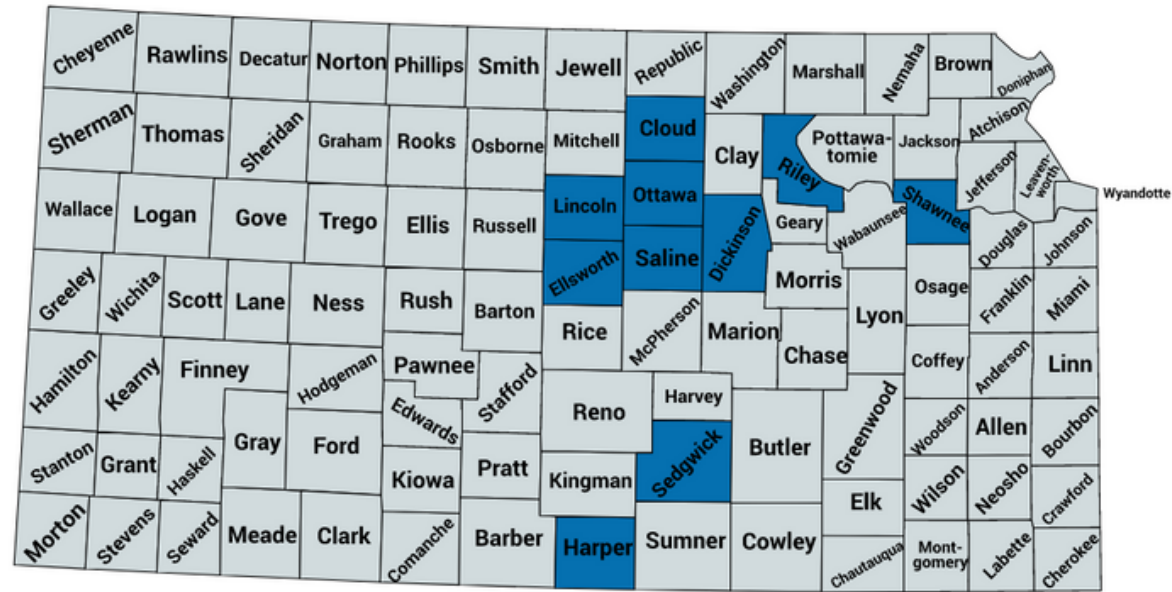 Cheyenne
Rawlins
Decatur
Norton
Phillips
Smith
Jewell
Republic
Washington
Marshall
Nemaha
Brown
Doniphan
Sherman
Thomas
Sheridan
Graham
Rooks
Osborne
Mitchell
Cloud
Clay
Riley
Pottawa-
tomie
Jackson
Atchison
Jefferson
Leaven-
worth
Wyandotte
Wallace
Logan
Gove
Trego
Ellis
Russell
Lincoln
Ottawa
Saline
Dickinson
Geary
Wabaunsee
Shawnee
Douglas
Johnson
Ellsworth
Greeley
Wichita
Scott
Lane
Ness
Rush
Barton
Rice
McPherson
Marion
Morris
Chase
Lyon
Osage
Franklin
Miami
Hamilton
Kearny
Finney
Hodgeman
Pawnee
Stafford
Edwards
Reno
Harvey
Butler
Greenwood
Coffey
Anderson
Linn
Stanton
Grant
Haskell
Gray
Ford
Kiowa
Pratt
Kingman
Sedgwick
Elk
Woodson
Allen
Bourbon
Wilson
Neosho
Crawford
Morton
Stevens
Seward
Meade
Clark
Comanche
Barber
Harper
Sumner
Cowley
Chautauqua
Mont-
gomery
Labette
Cherokee